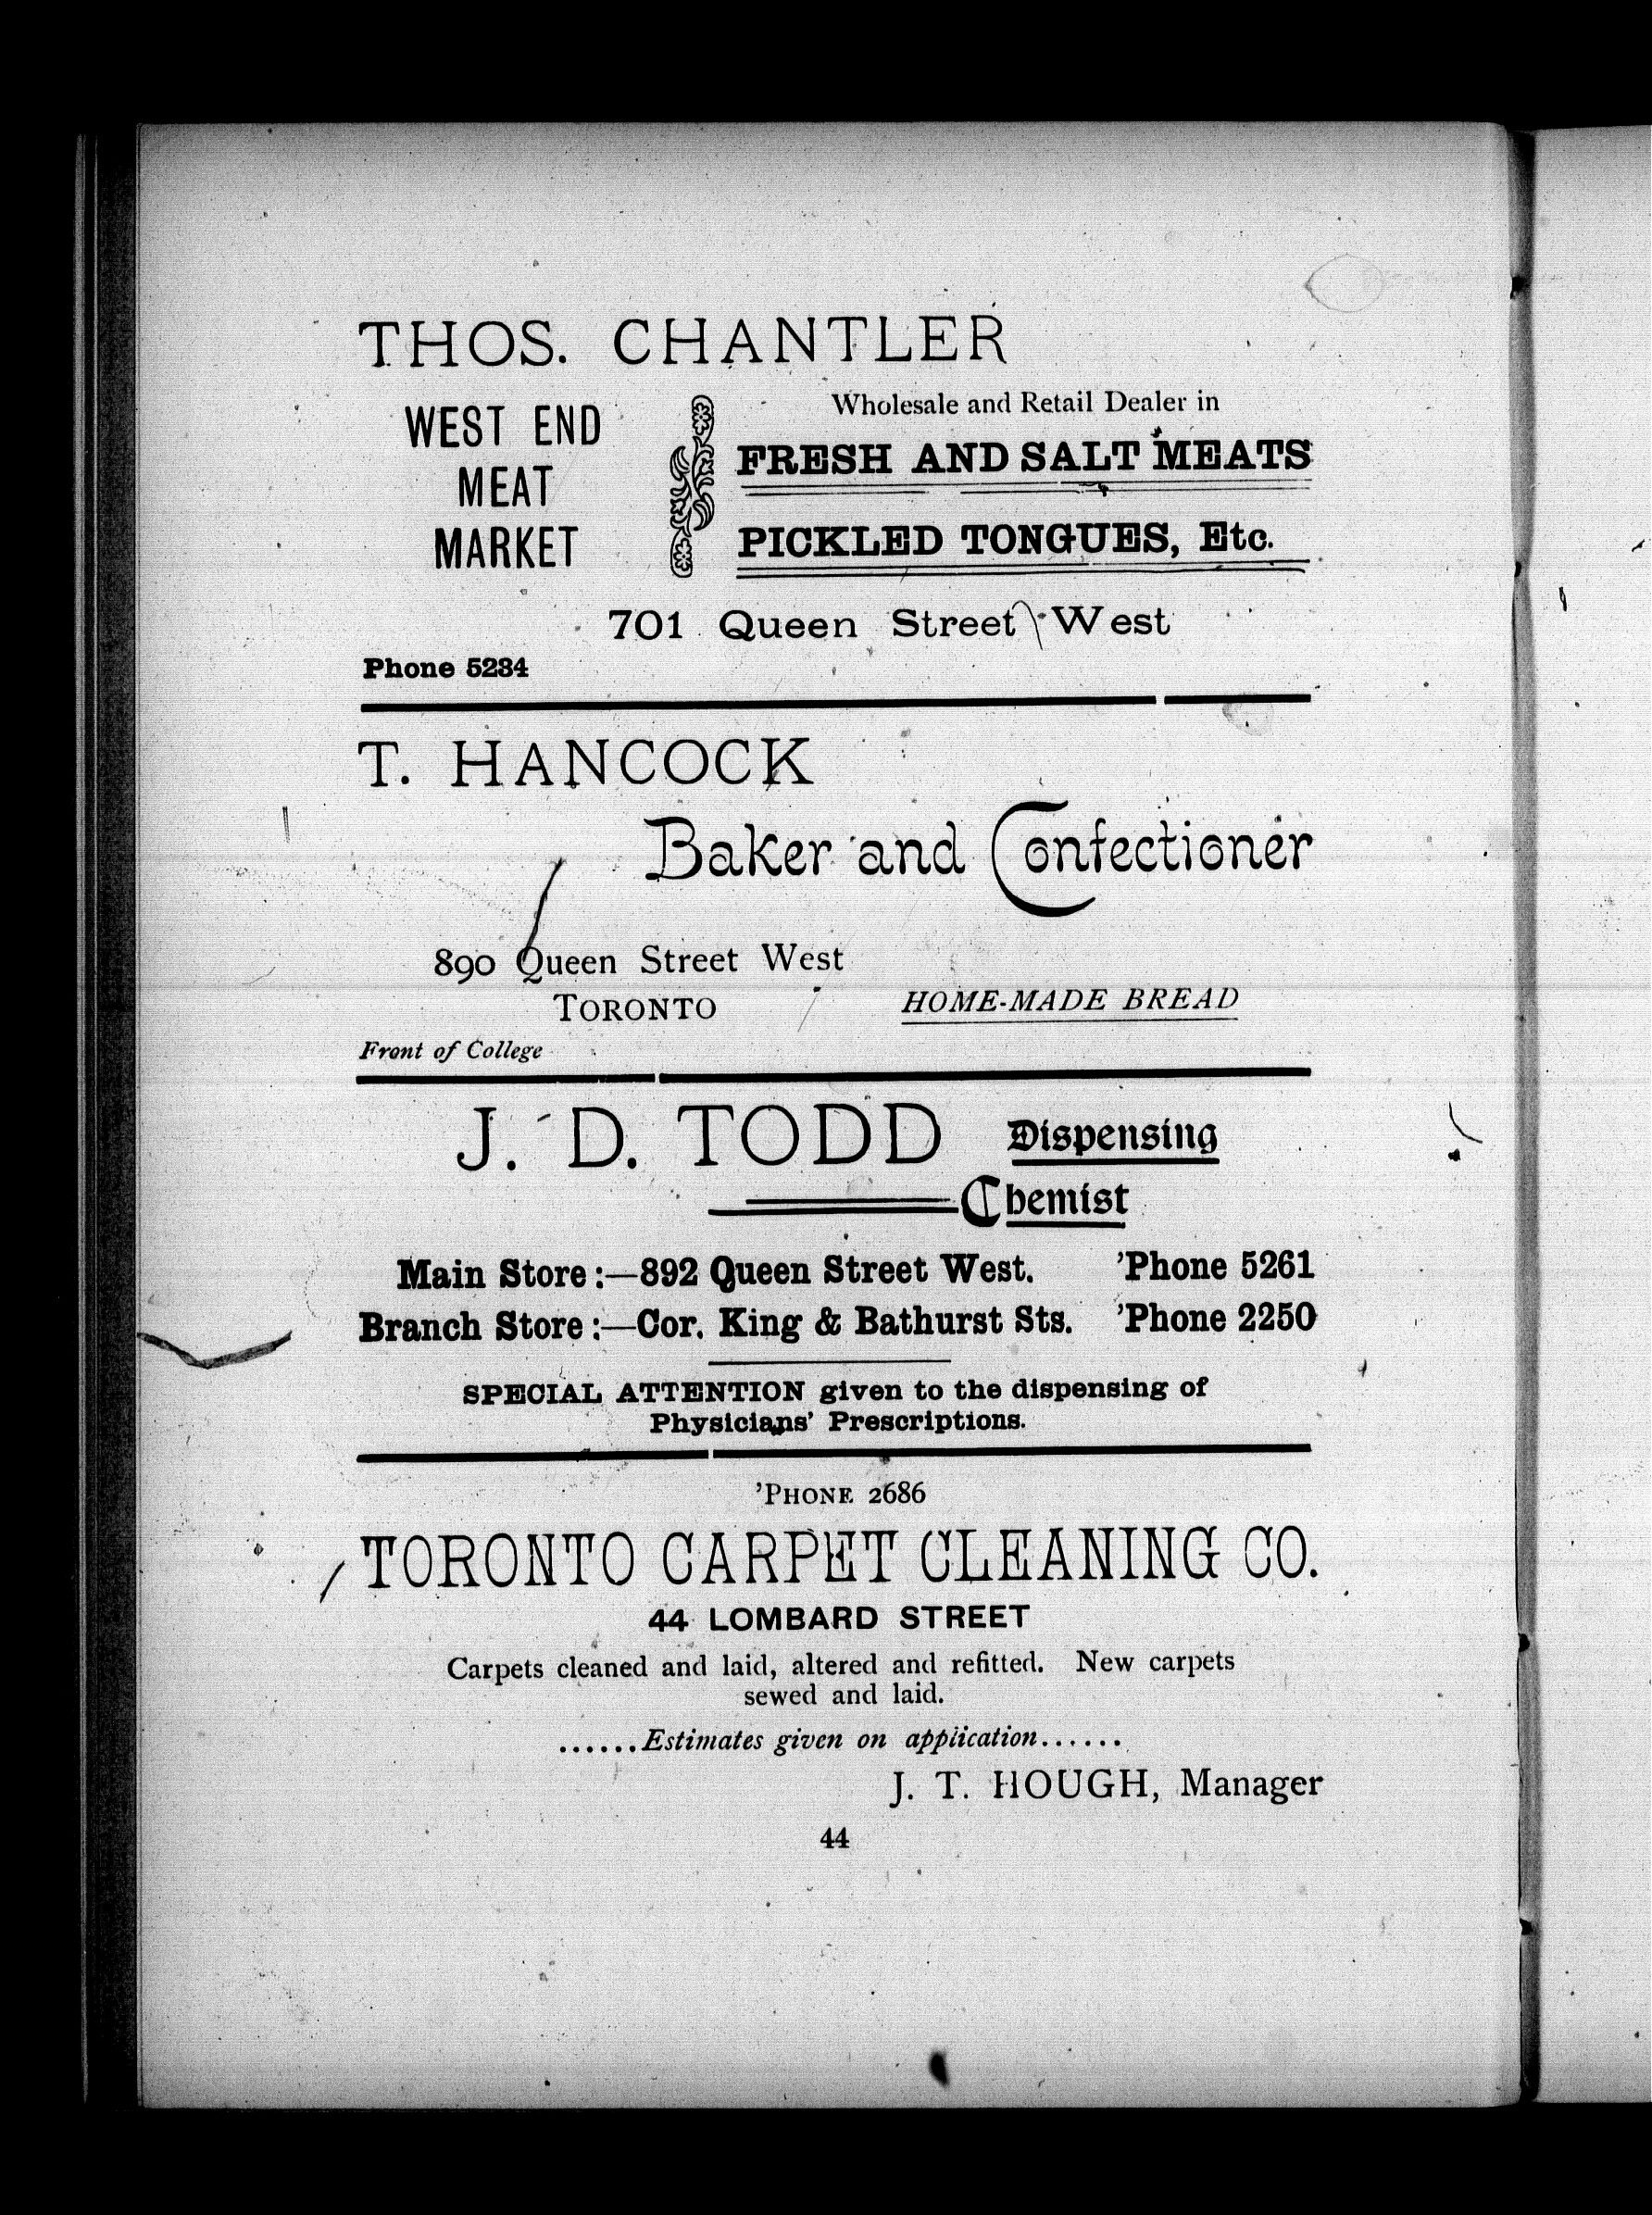 THOS. CHANTLER
WEST END
MEAT
MARKET
Wholesale and Retail Dealer in
FRESH AND SALT MEATS
PICKLED TONGUES, Etc.
701 Queen Street West
Phone 5284
T. HANCOCK
Baker and Confectioner
890 Queen Street West
TORONTO
HOME-MADE BREAD
Front of College
J. D. TODD Dispensing
Chemist
Main Store:—892 Queen Street West. 'Phone 5261
Branch Store:—Cor. King & Bathurst Sts. 'Phone 2250
SPECIAL ATTENTION given to the dispensing of
Physicians' Prescriptions.
'PHONE 2686
TORONTO CARPET CLEANING CO.
44 LOMBARD STREET
Carpets cleaned and laid, altered and refitted. New carpets
sewed and laid.
......Estimates given on application......
J. T. HOUGH, Manager
44